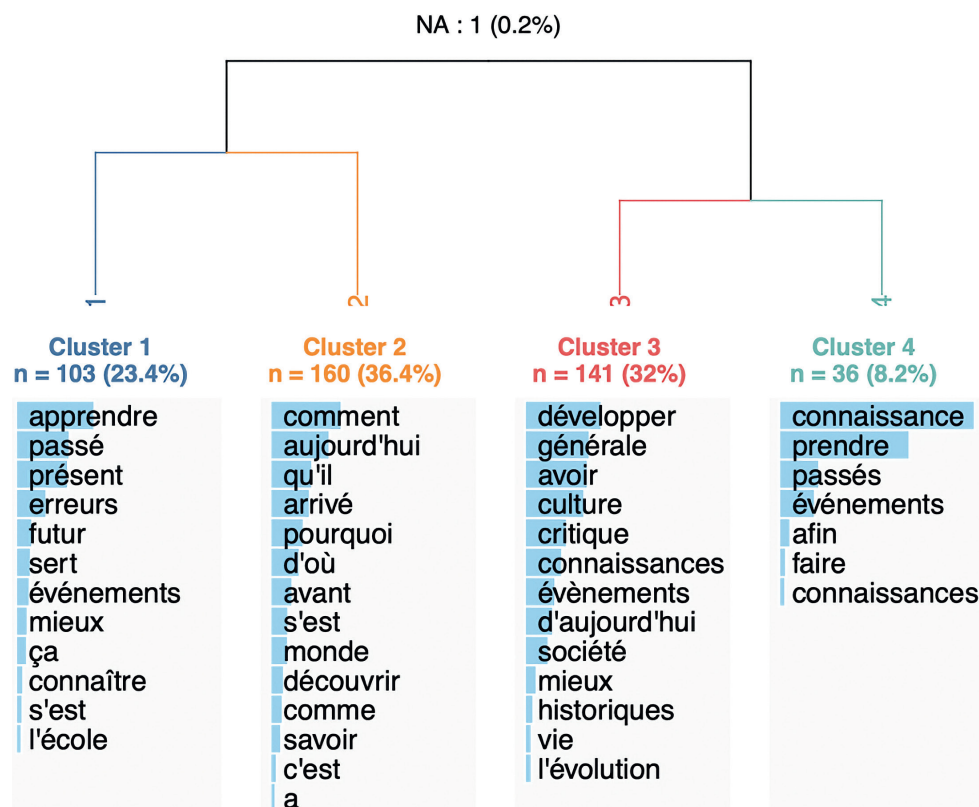 NA : 1 (0.2%)
1
2
3
4
Cluster 1
n = 103 (23.4%)
apprendre
passé
présent
erreurs
futur
sert
événements
mieux
ça
connaître
s'est
l'école
Cluster 2
n = 160 (36.4%)
comment
aujourd'hui
qu'il
arrivé
pourquoi
d'où
avant
s'est
monde
découvrir
comme
savoir
c'est
a
Cluster 3
n = 141 (32%)
développer
générale
avoir
culture
critique
connaissances
évènements
d'aujourd'hui
société
mieux
historiques
vie
l'évolution
Cluster 4
n = 36 (8.2%)
connaissance
prendre
passés
événements
afin
faire
connaissances